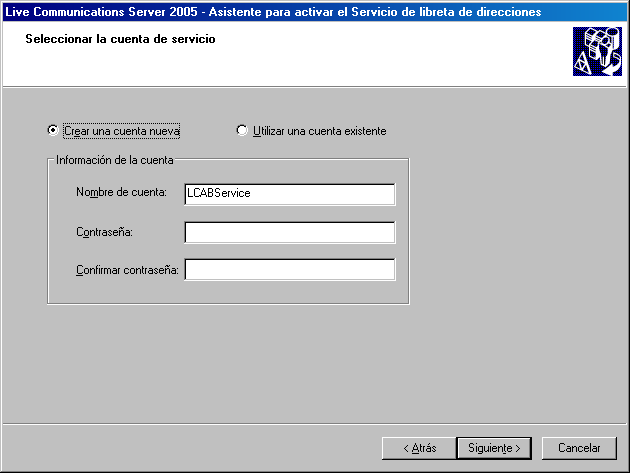 Live Communications Server 2005 - Asistente para activar el Servicio de libreta de direcciones
Seleccionar la cuenta de servicio
Crear una cuenta nueva
Utilizar una cuenta existente
Información de la cuenta
Nombre de cuenta:
LCABService
Contraseña:
Confirmar contraseña:
< Atrás
Siguiente >
Cancelar